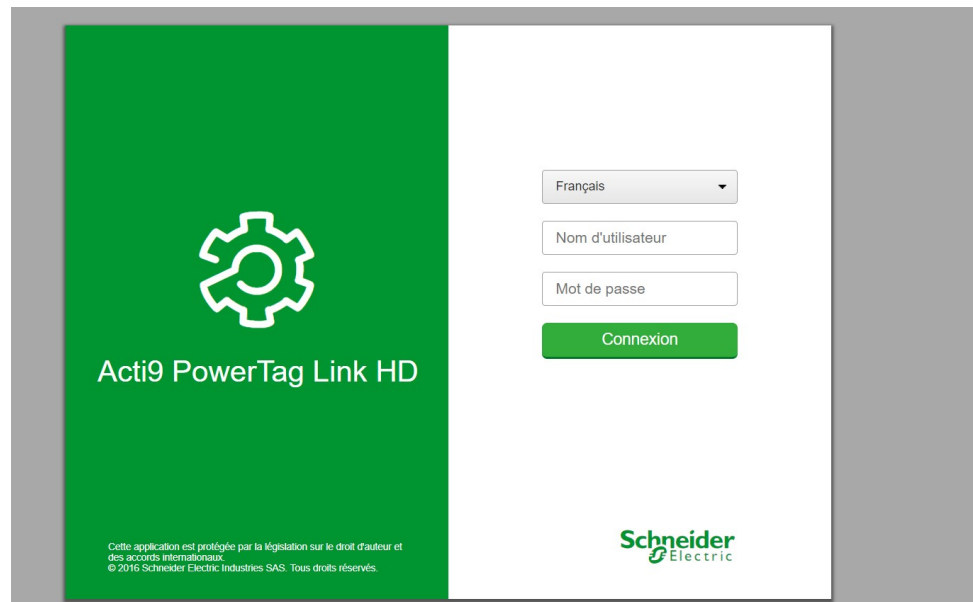 Français
Nom d'utilisateur
Mot de passe
Connexion
Acti9 PowerTag Link HD
Cette application est protégée par la législation sur le droit d'auteur et
des accords internationaux.
© 2016 Schneider Electric Industries SAS. Tous droits réservés.
Schneider
Electric